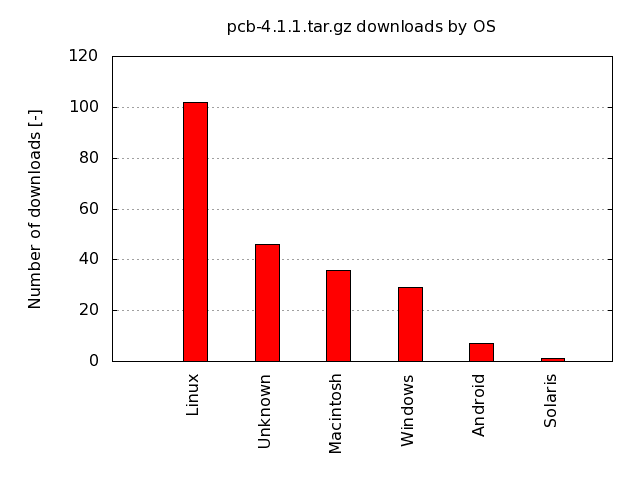 pcb-4.1.1.tar.gz downloads by OS
120
100
80
60
40
20
0
Number of downloads [-]
Linux
Unknown
Macintosh
Windows
Android
Solaris